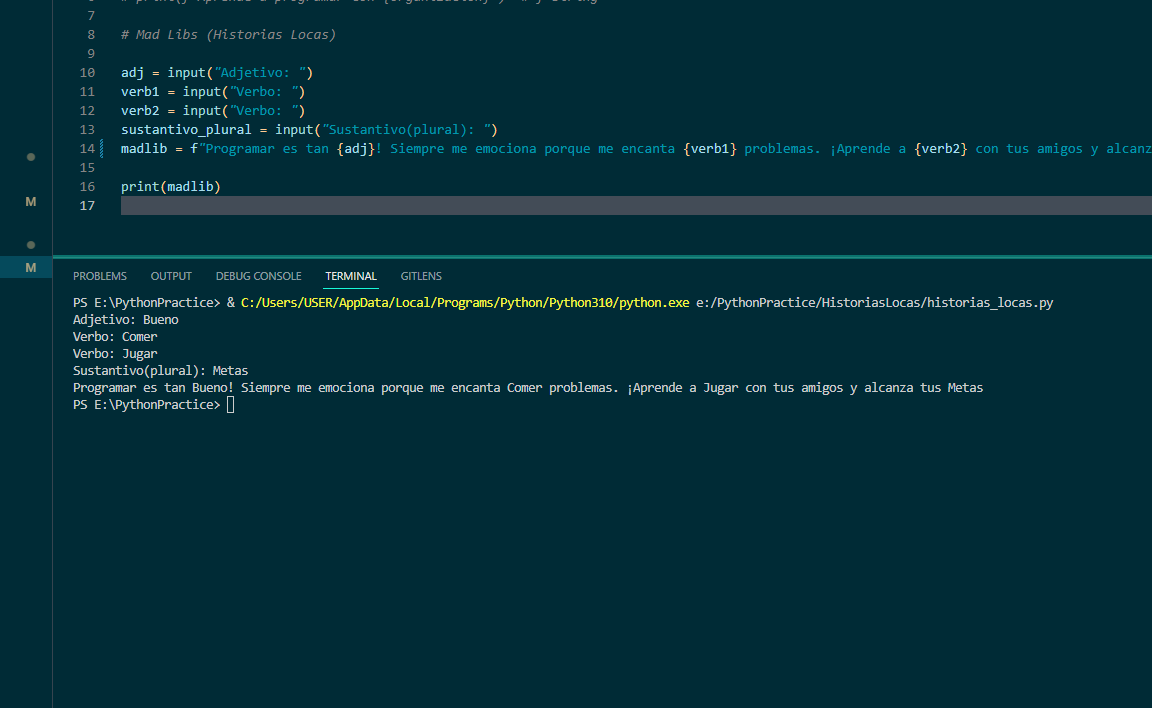 7
8 # Mad Libs (Historias Locas)
9
10 adj = input("Adjetivo: ")
11 verb1 = input("Verbo: ")
12 verb2 = input("Verbo: ")
13 sustantivo_plural = input("Sustantivo(plural): ")
14 madlib = f"Programar es tan {adj}! Siempre me emociona porque me encanta {verb1} problemas. ¡Aprende a {verb2} con tus amigos y alcanz
15
16 print(madlib)
17
M
M
PROBLEMS OUTPUT DEBUG CONSOLE TERMINAL GITLENS
PS E:\PythonPractice> & C:/Users/USER/AppData/Local/Programs/Python/Python310/python.exe e:/PythonPractice/HistoriasLocas/historias_locas.py
Adjetivo: Bueno
Verbo: Comer
Verbo: Jugar
Sustantivo(plural): Metas
Programar es tan Bueno! Siempre me emociona porque me encanta Comer problemas. ¡Aprende a Jugar con tus amigos y alcanza tus Metas
PS E:\PythonPractice>